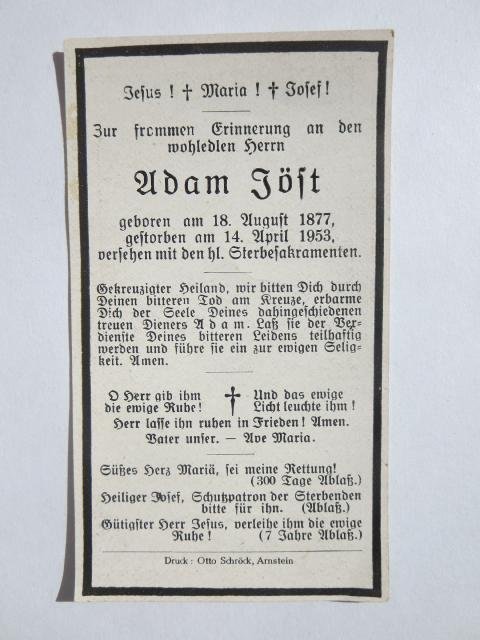 Jesus ! † Maria ! † Josef !
Zur frommen Erinnerung an den
wohledlen Herrn
Adam Jöst
geboren am 18. August 1877,
gestorben am 14. April 1953,
versehen mit den hl. Sterbesakramenten.
Gekreuzigter Heiland, wir bitten Dich durch
Deinen bitteren Tod am Kreuze, erbarme
Dich der Seele Deines dahingeschiedenen
treuen Dieners Adam. Laß sie der Ver-
dienste Deines bitteren Leidens teilhaftig
werden und führe sie ein zur ewigen Selig-
keit. Amen.
O Herr gib ihm † Und das ewige
die ewige Ruhe ! Licht leuchte ihm !
Herr lasse ihn ruhen in Frieden ! Amen.
Vater unser. — Ave Maria.
Süßes Herz Mariä, sei meine Rettung!
(300 Tage Ablaß.)
Heiliger Josef, Schutzpatron der Sterbenden
bitte für ihn. (Ablaß.)
Gütigster Herr Jesus, verleihe ihm die ewige
Ruhe ! (7 Jahre Ablaß.)
Druck : Otto Schröck, Arnstein